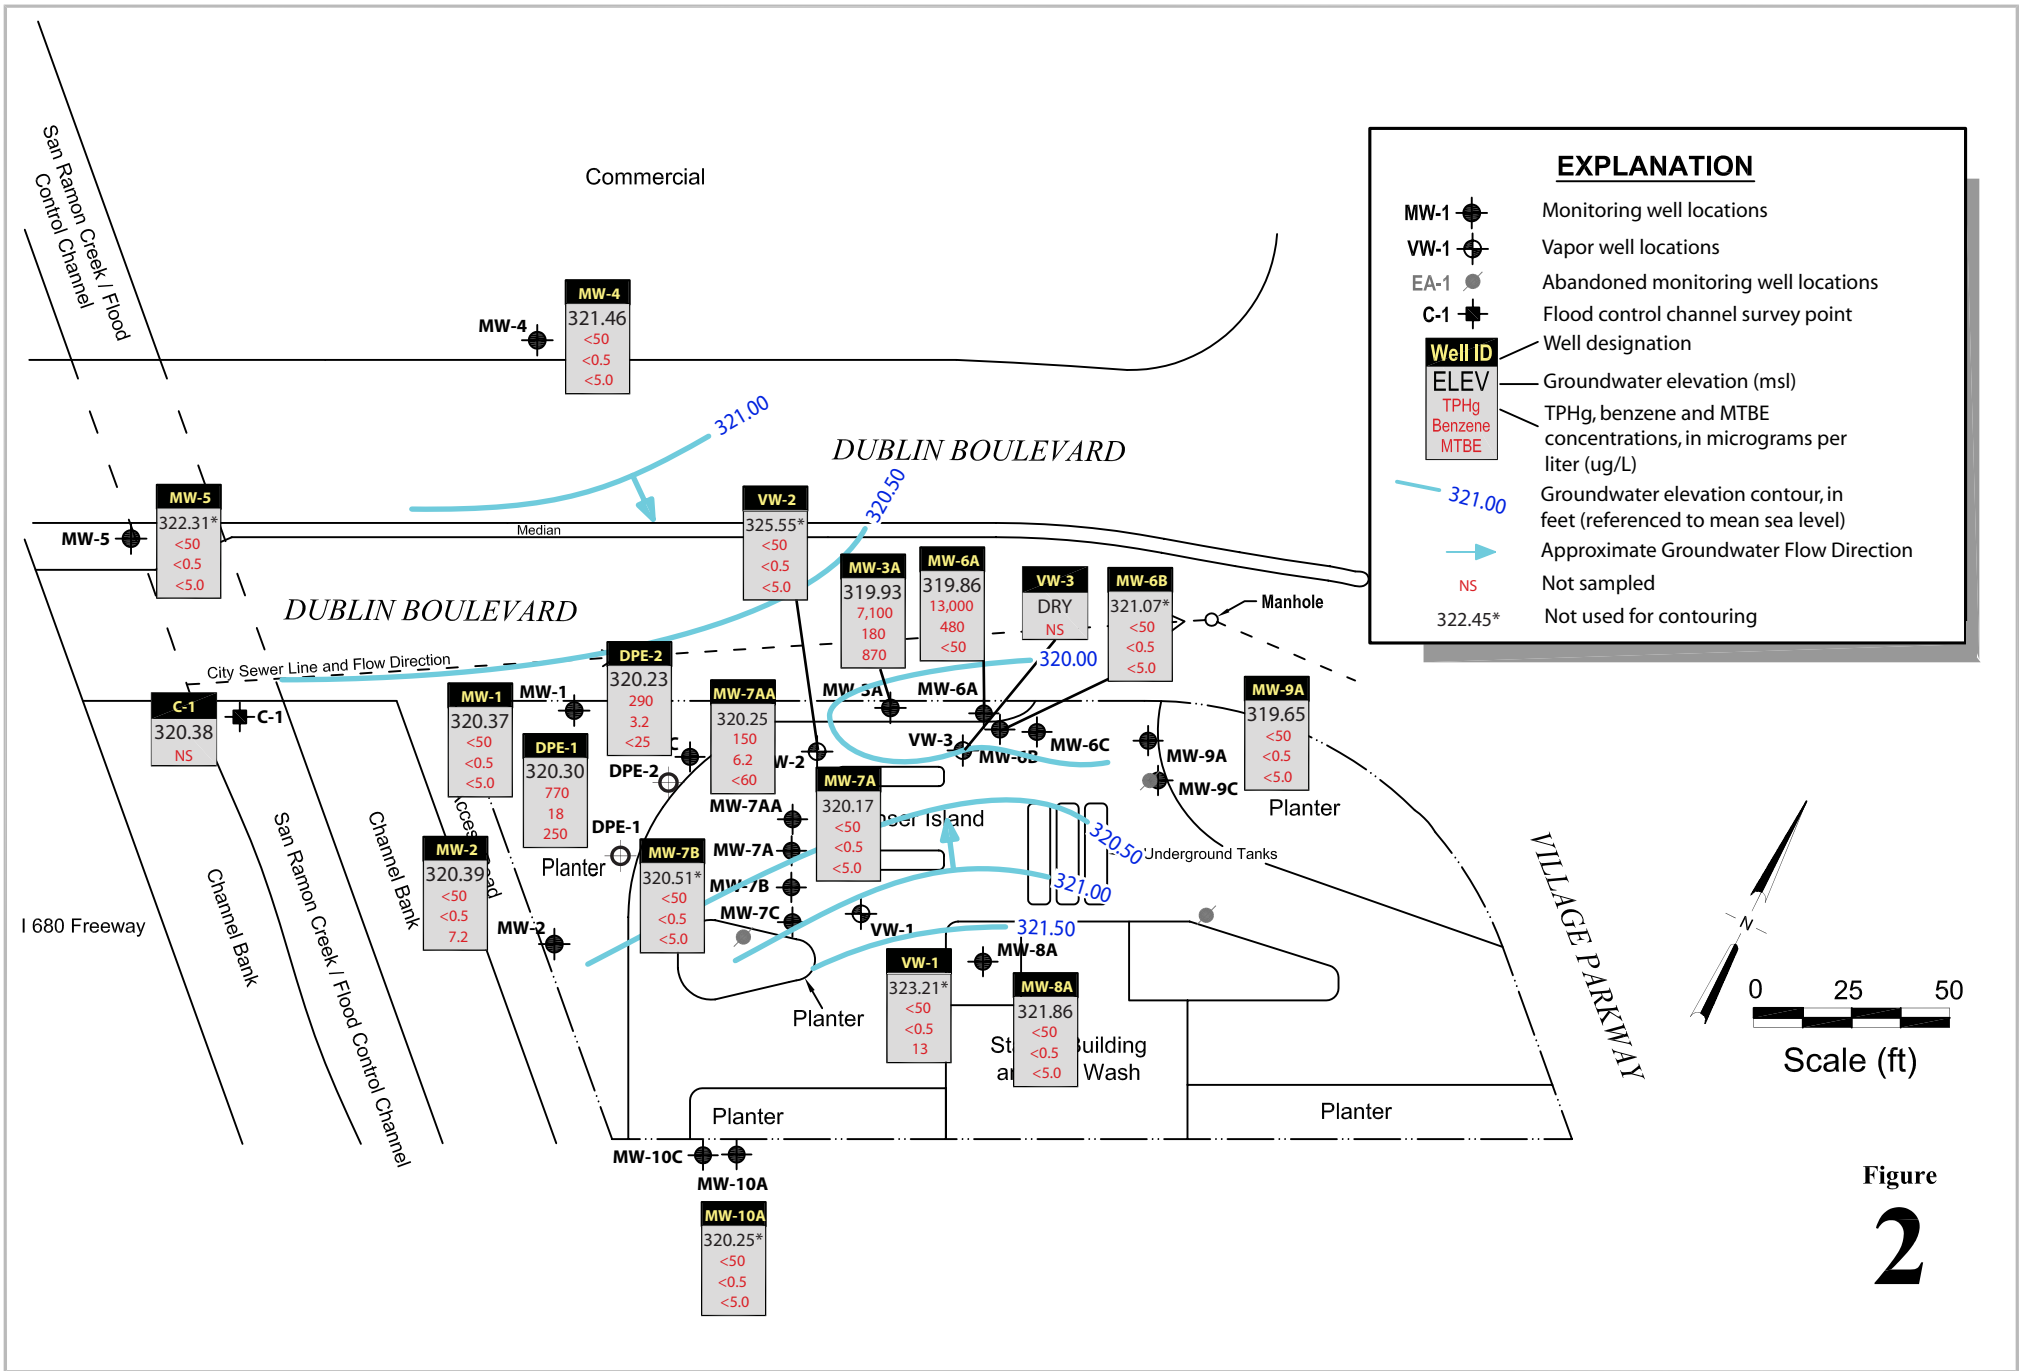 San Ramon Creek / Flood
Control Channel
Commercial
MW-4
MW-4
321.46
<50
<0.5
<5.0
321.00
DUBLIN BOULEVARD
320.50
MW-5
MW-5
322.31*
<50
<0.5
<5.0
Median
VW-2
325.55*
<50
<0.5
<5.0
MW-3A
319.93
7,100
180
870
MW-6A
319.86
13,000
480
<50
VW-3
DRY
NS
MW-6B
321.07*
<50
<0.5
<5.0
Manhole
DUBLIN BOULEVARD
City Sewer Line and Flow Direction
DPE-2
320.23
290
3.2
<25
320.00
C-1
320.38
NS
C-1
MW-1
320.37
<50
<0.5
<5.0
MW-1
DPE-1
320.30
770
18
250
C
DPE-2
MW-7AA
320.25
150
6.2
<60
W-2
MW-3A
MW-6A
VW-3
MW-6B
MW-6C
MW-9A
MW-9C
MW-9A
319.65
<50
<0.5
<5.0
Planter
MW-7A
320.17
<50
<0.5
<5.0
nser Island
MW-7AA
MW-7A
MW-7B
MW-7C
DPE-1
Planter
MW-7B
320.51*
<50
<0.5
<5.0
320.50
Underground Tanks
321.00
321.50
MW-2
320.39
<50
<0.5
7.2
MW-2
VW-1
MW-8A
VW-1
323.21*
<50
<0.5
13
MW-8A
321.86
<50
<0.5
<5.0
Planter
St Building
a Wash
Planter
Planter
I 680 Freeway
Channel Bank
San Ramon Creek / Flood Control Channel
Channel Bank
Acces ad
VILLAGE PARKWAY
MW-10C
MW-10A
MW-10A
320.25*
<50
<0.5
<5.0
EXPLANATION
MW-1 Monitoring well locations
VW-1 Vapor well locations
EA-1 Abandoned monitoring well locations
C-1 Flood control channel survey point
Well ID Well designation
ELEV Groundwater elevation (msl)
TPHg
Benzene
MTBE
TPHg, benzene and MTBE
concentrations, in micrograms per
liter (ug/L)
321.00 Groundwater elevation contour, in
feet (referenced to mean sea level)
Approximate Groundwater Flow Direction
NS Not sampled
322.45* Not used for contouring
N
0 25 50
Scale (ft)
Figure
2